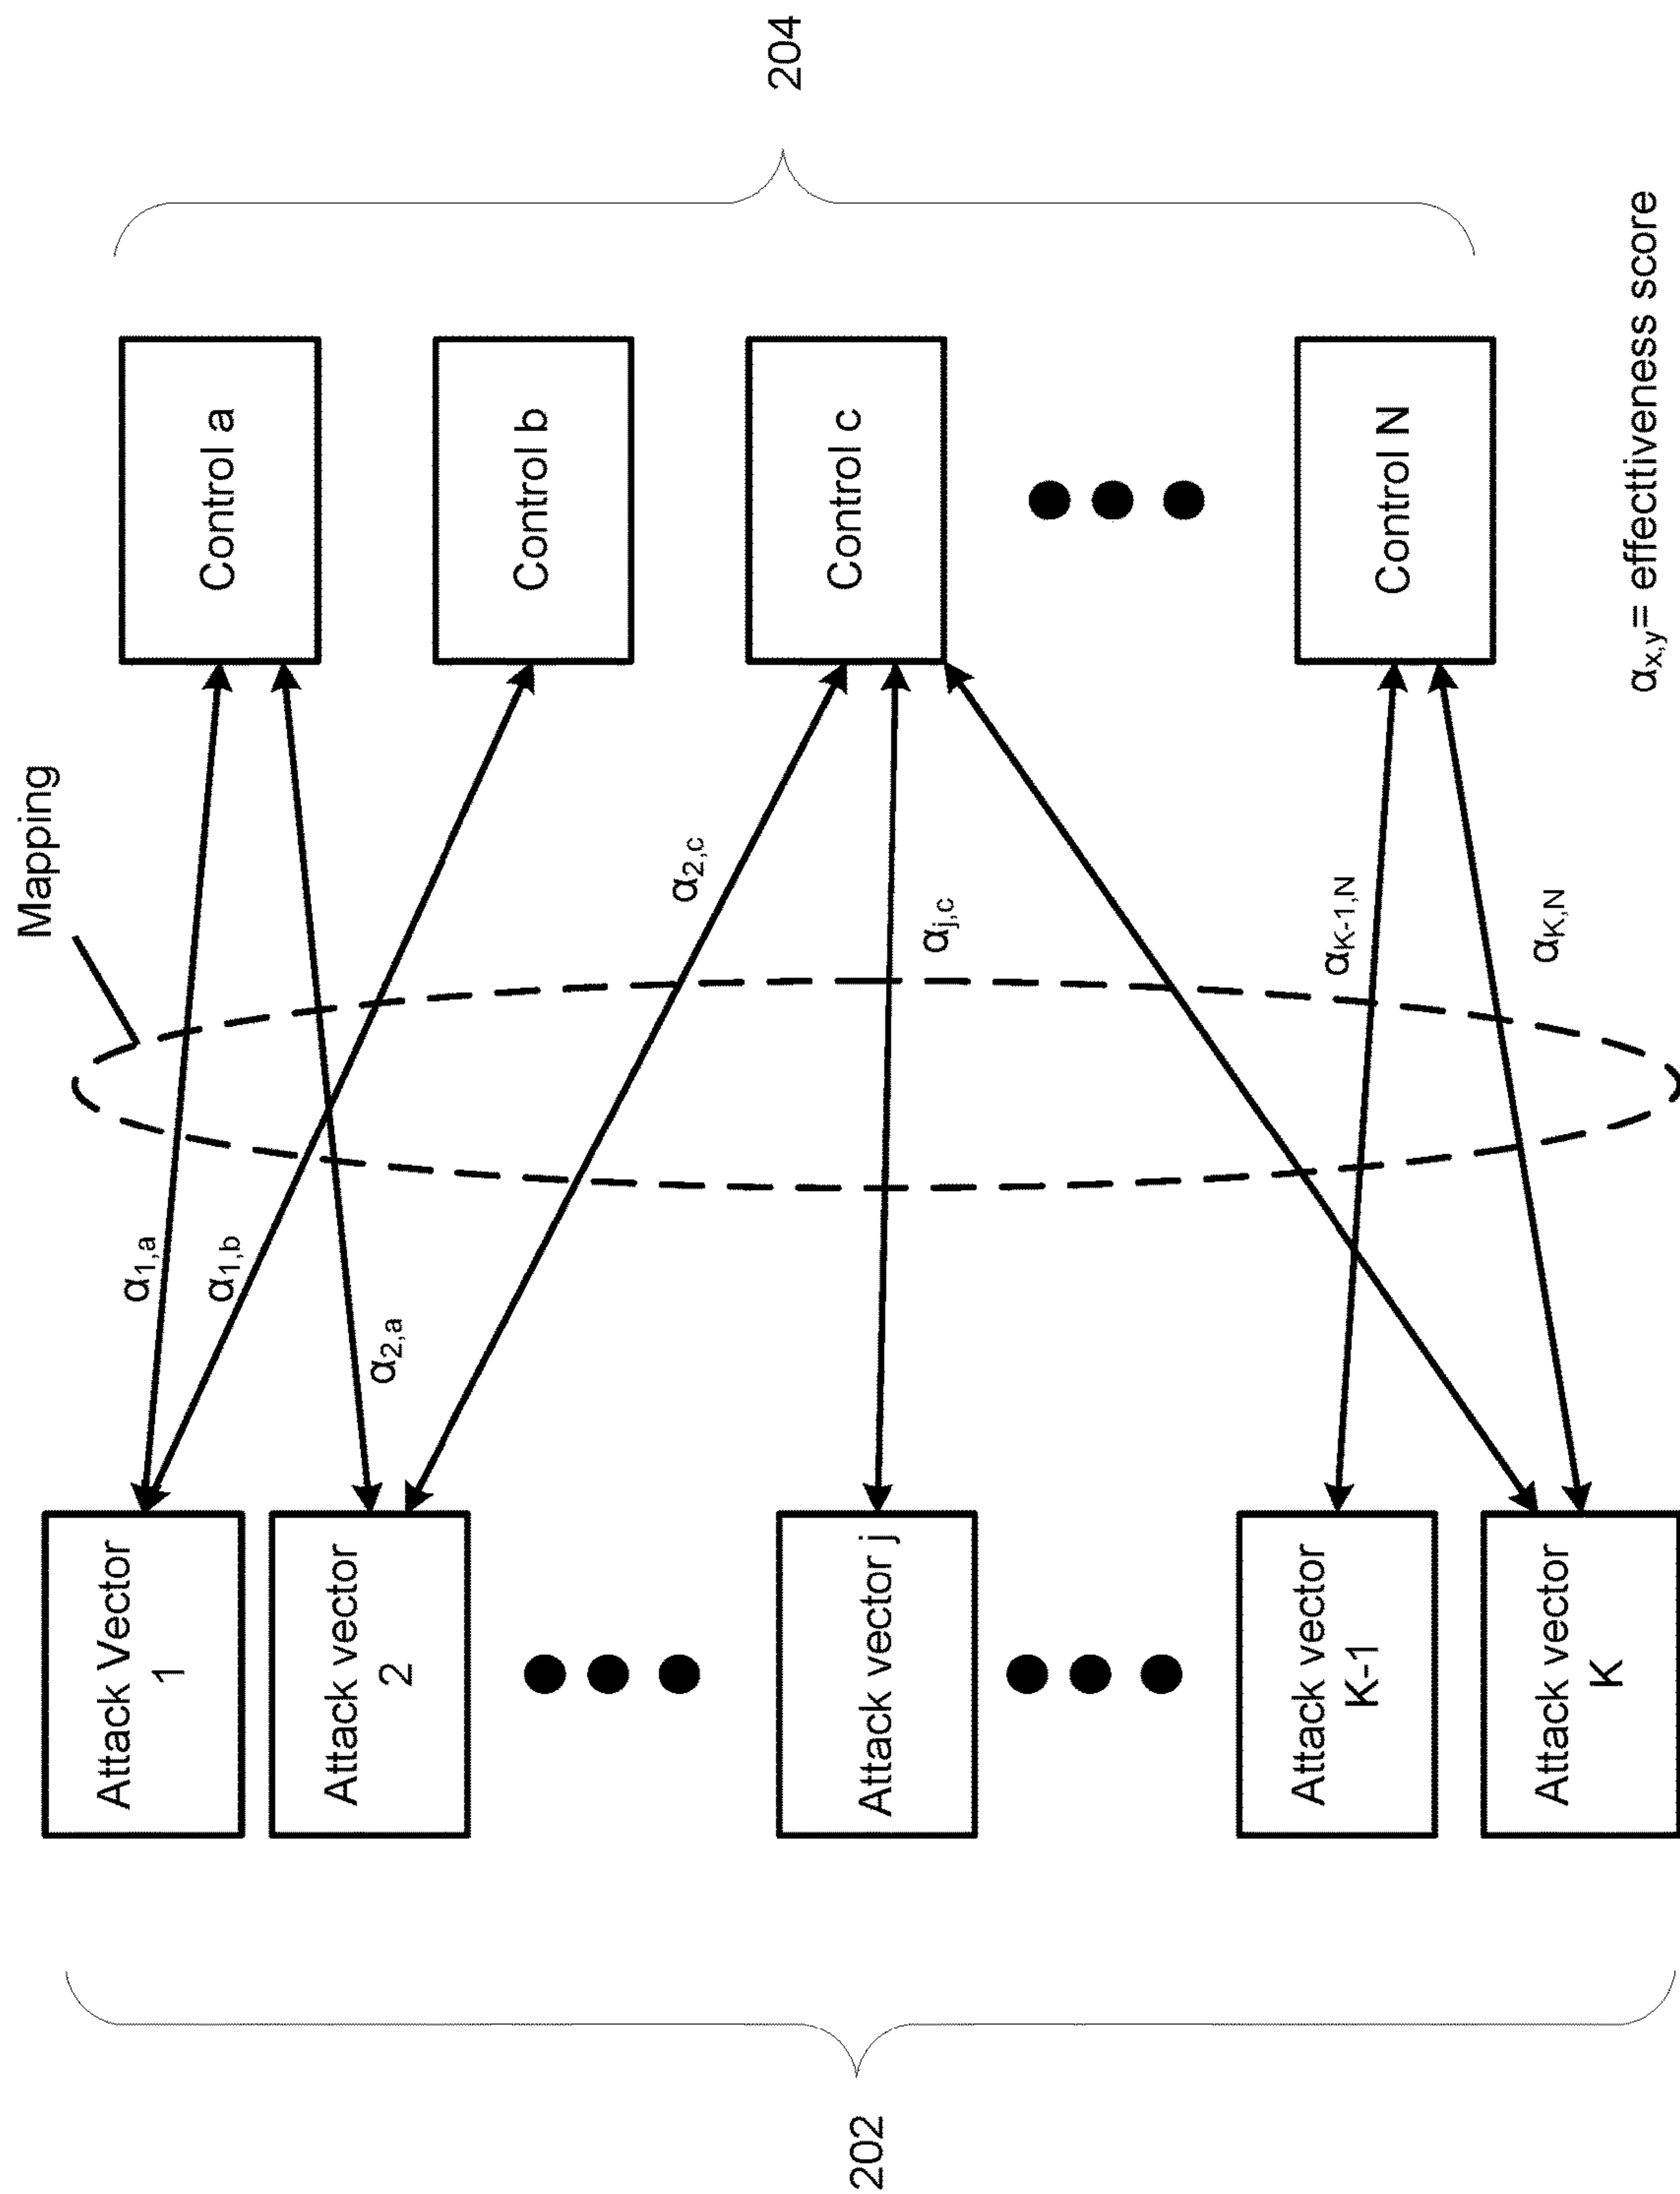 Mapping
202
Attack Vector
1
Attack vector
2
Attack vector j
Attack vector
K-1
Attack vector
K
α1,a
α1,b
α2,a
α2,c
αj,c
αK-1,N
αK,N
Control a
Control b
Control c
Control N
204
αx,y= effectiveness score